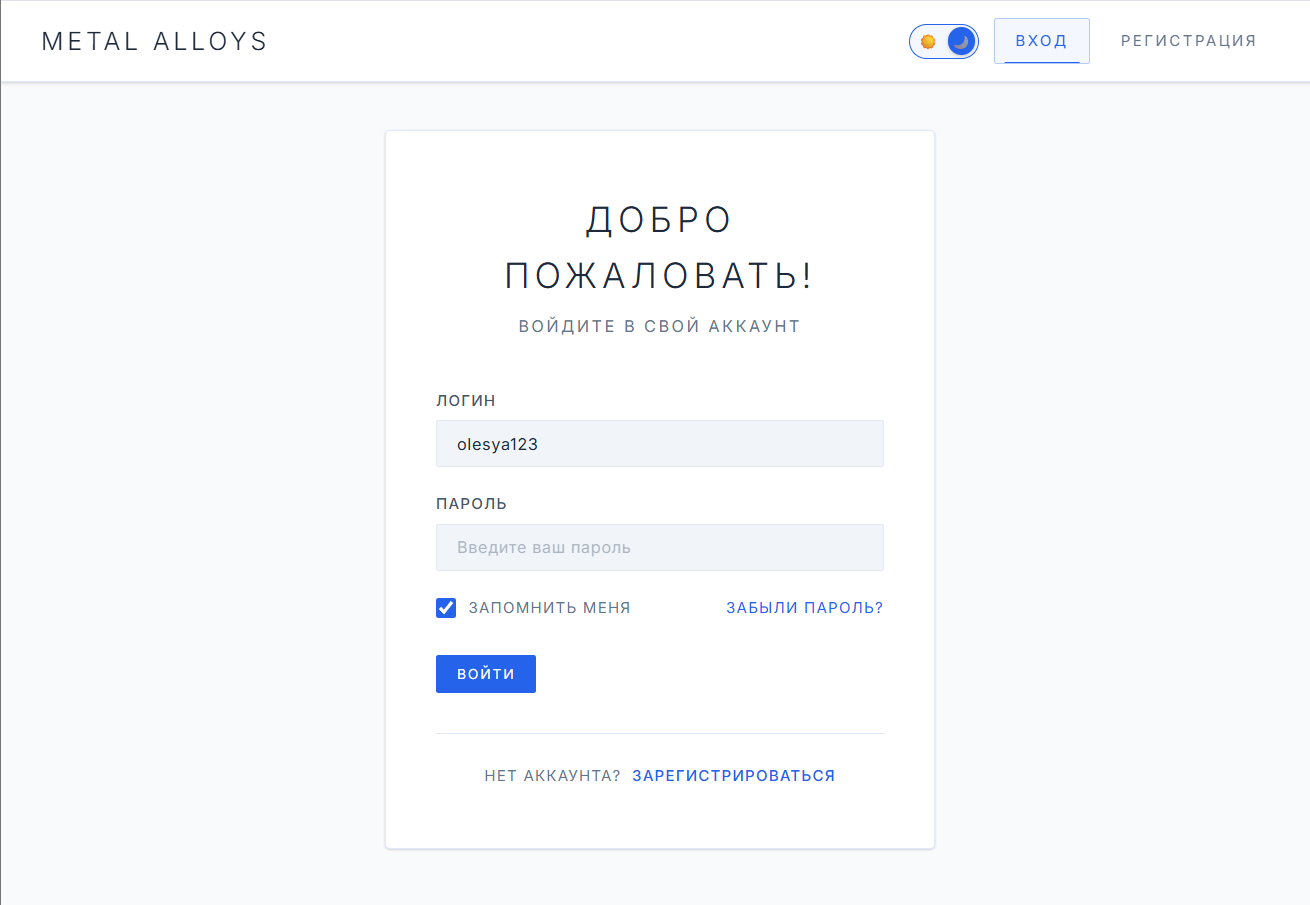 METAL ALLOYS
ВХОД
РЕГИСТРАЦИЯ
ДОБРО
ПОЖАЛОВАТЬ!
ВОЙДИТЕ В СВОЙ АККАУНТ
ЛОГИН
olesya123
ПАРОЛЬ
Введите ваш пароль
ЗАПОМНИТЬ МЕНЯ
ЗАБЫЛИ ПАРОЛЬ?
ВОЙТИ
НЕТ АККАУНТА? ЗАРЕГИСТРИРОВАТЬСЯ